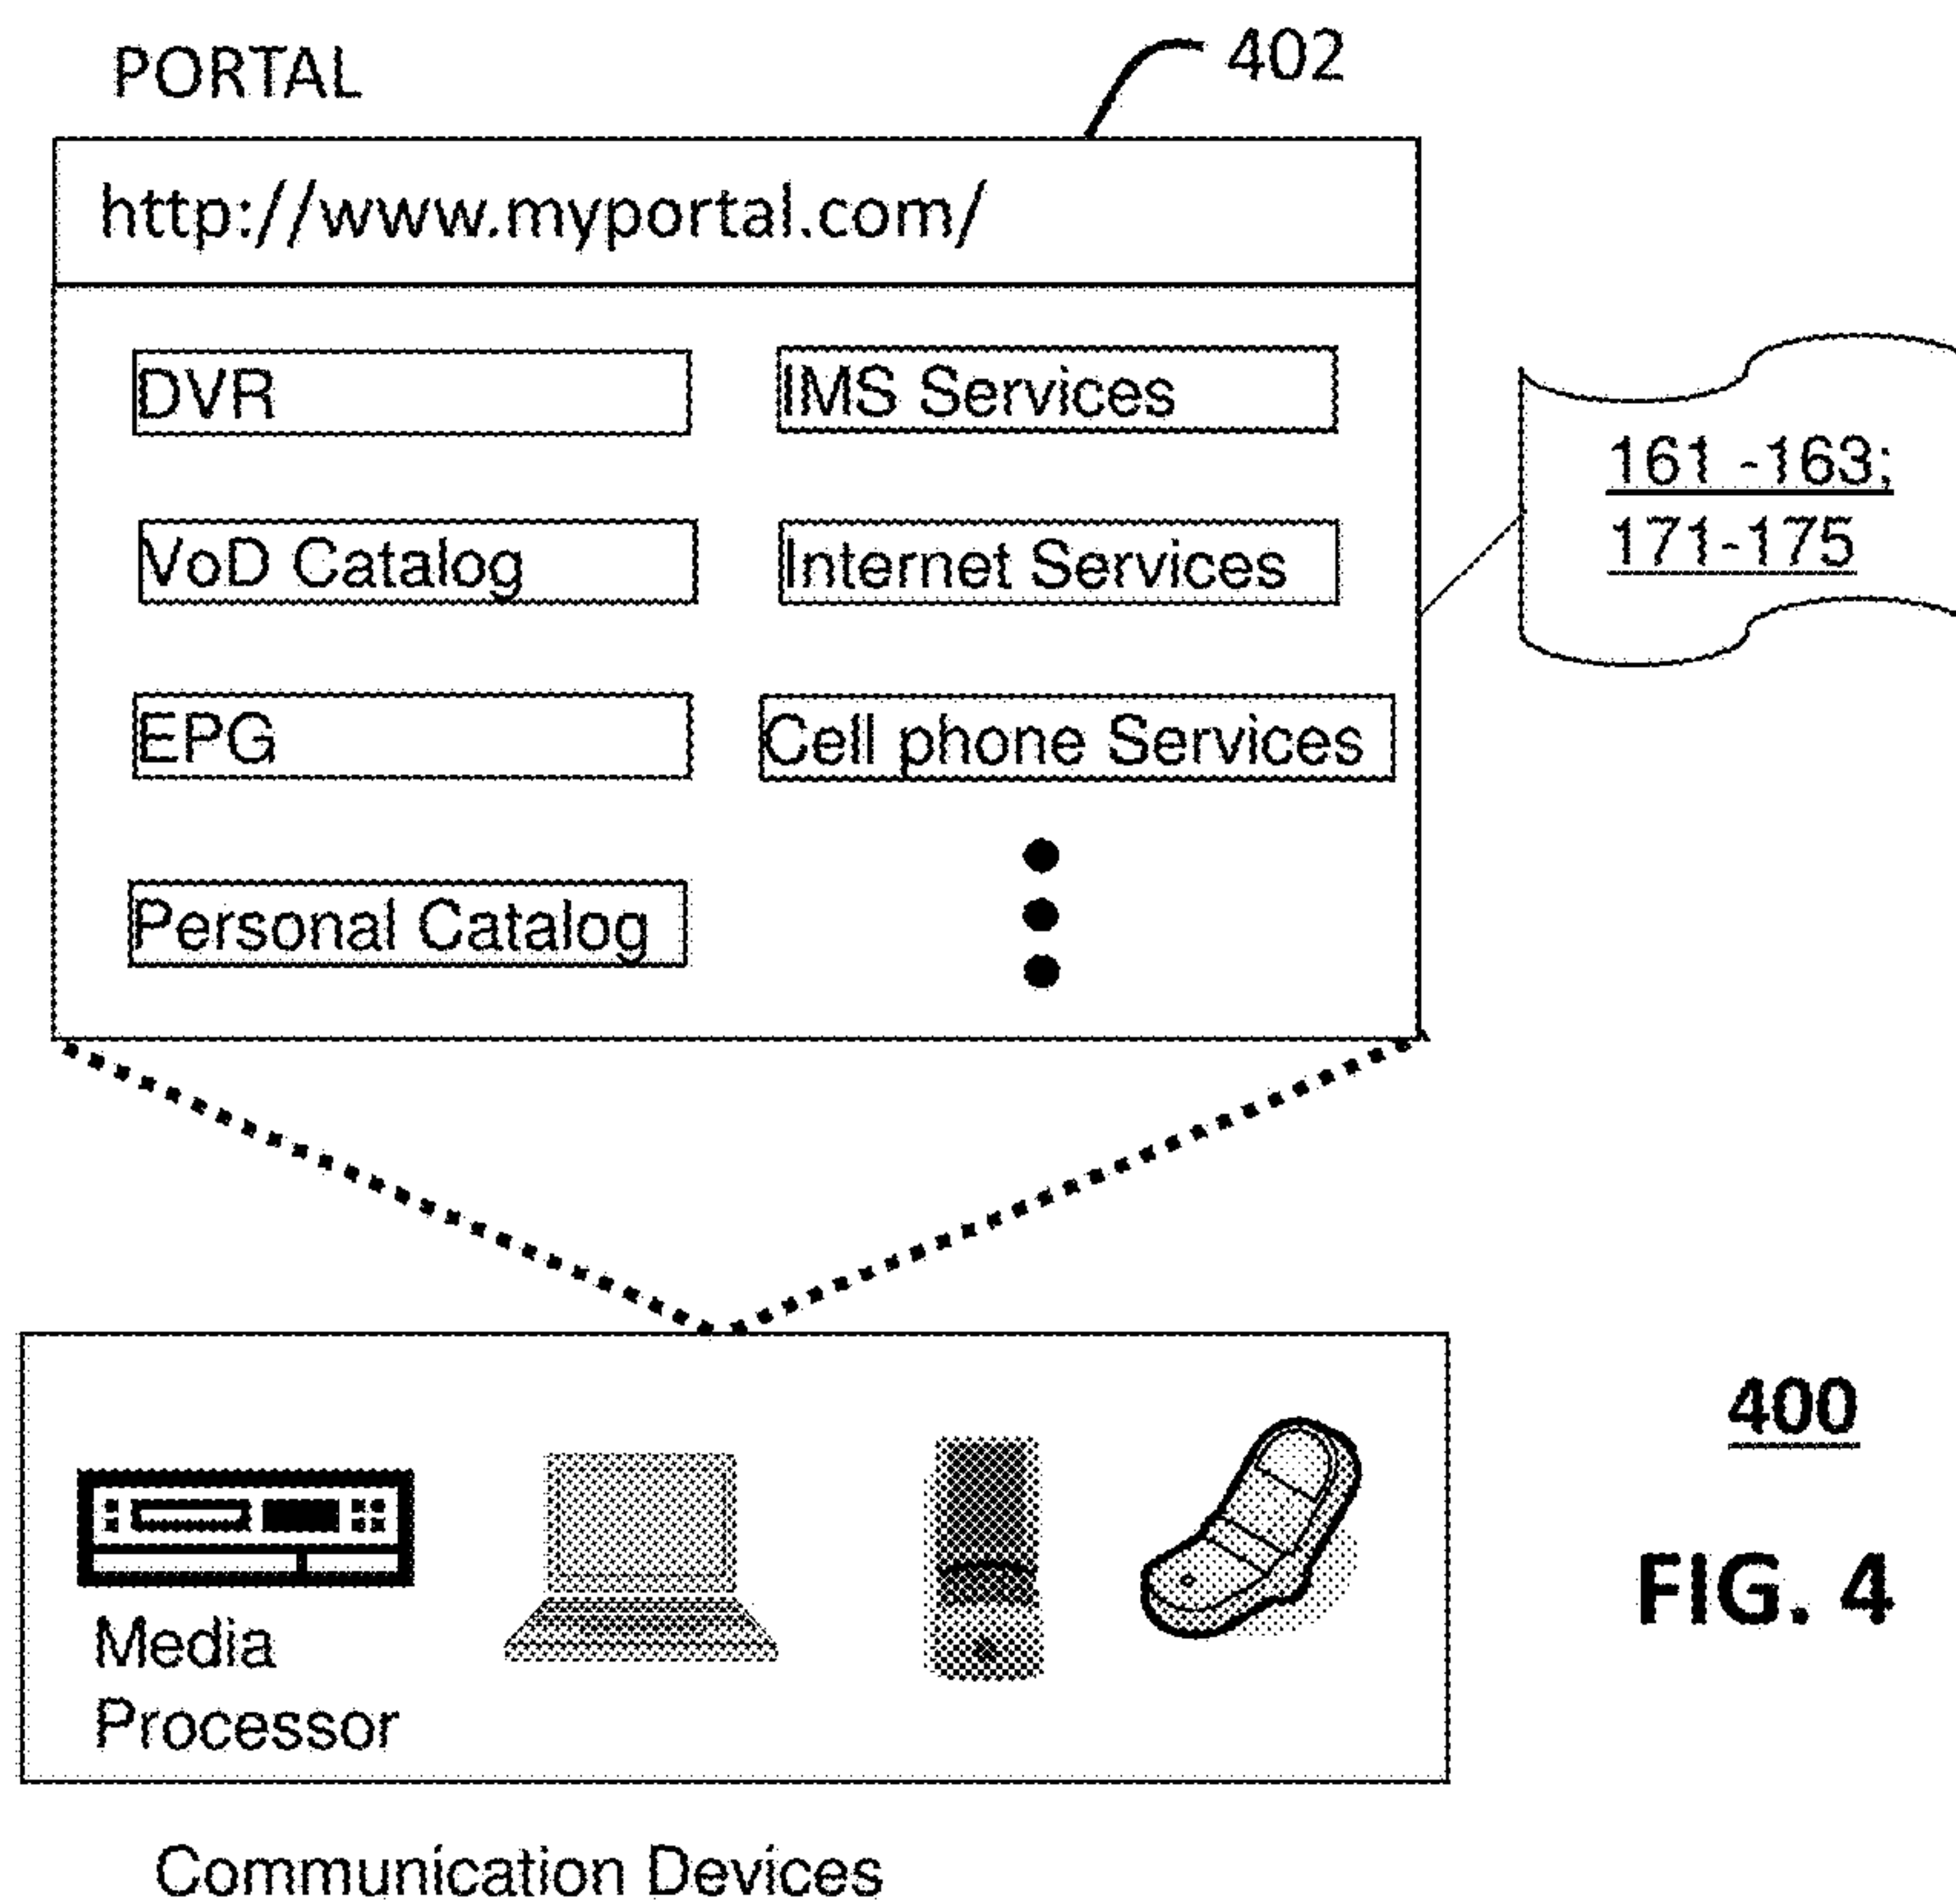 PORTAL
402
http://www.myportal.com/
DVR
IMS Services
VoD Catalog
Internet Services
EPG
Cell phone Services
Personal Catalog
161 -163;
171-175
Media
Processor
400
FIG. 4
Communication Devices